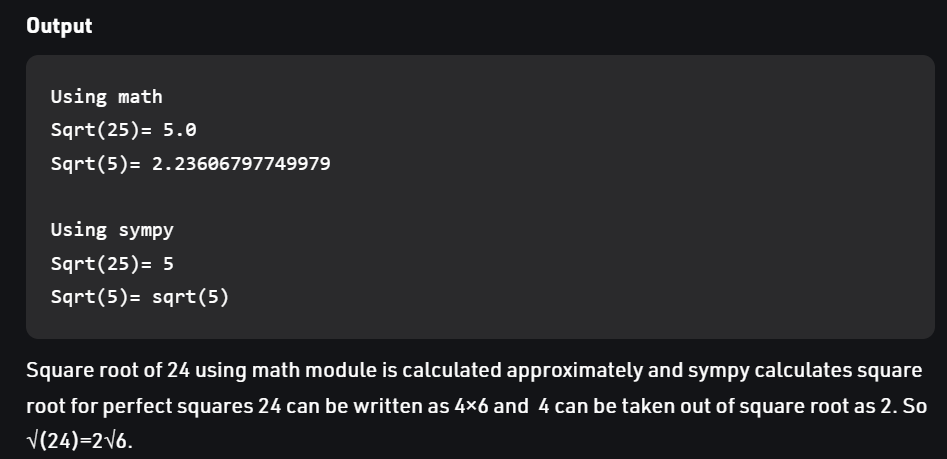 Output
Using math
Sqrt(25)= 5.0
Sqrt(5)= 2.23606797749979
Using sympy
Sqrt(25)= 5
Sqrt(5)= sqrt(5)
Square root of 24 using math module is calculated approximately and sympy calculates square
root for perfect squares 24 can be written as 4×6 and  4 can be taken out of square root as 2. So
√(24)=2√6.